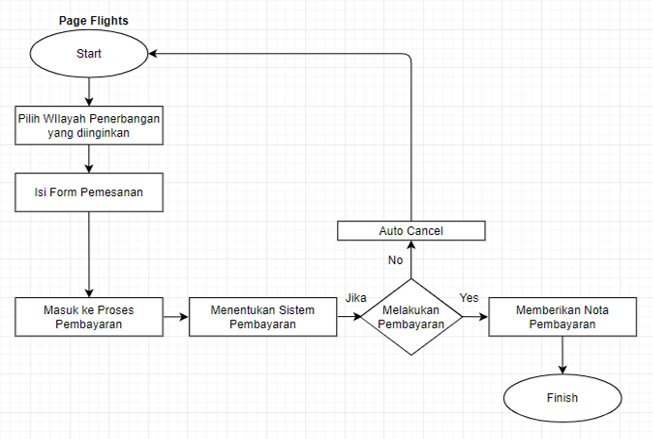 Page Flights
Start
Pilih WIlayah Penerbangan
yang diinginkan
Isi Form Pemesanan
Auto Cancel
No
Masuk ke Proses
Pembayaran
Menentukan Sistem
Pembayaran
Jika
Melakukan
Pembayaran
Yes
Memberikan Nota
Pembayaran
Finish